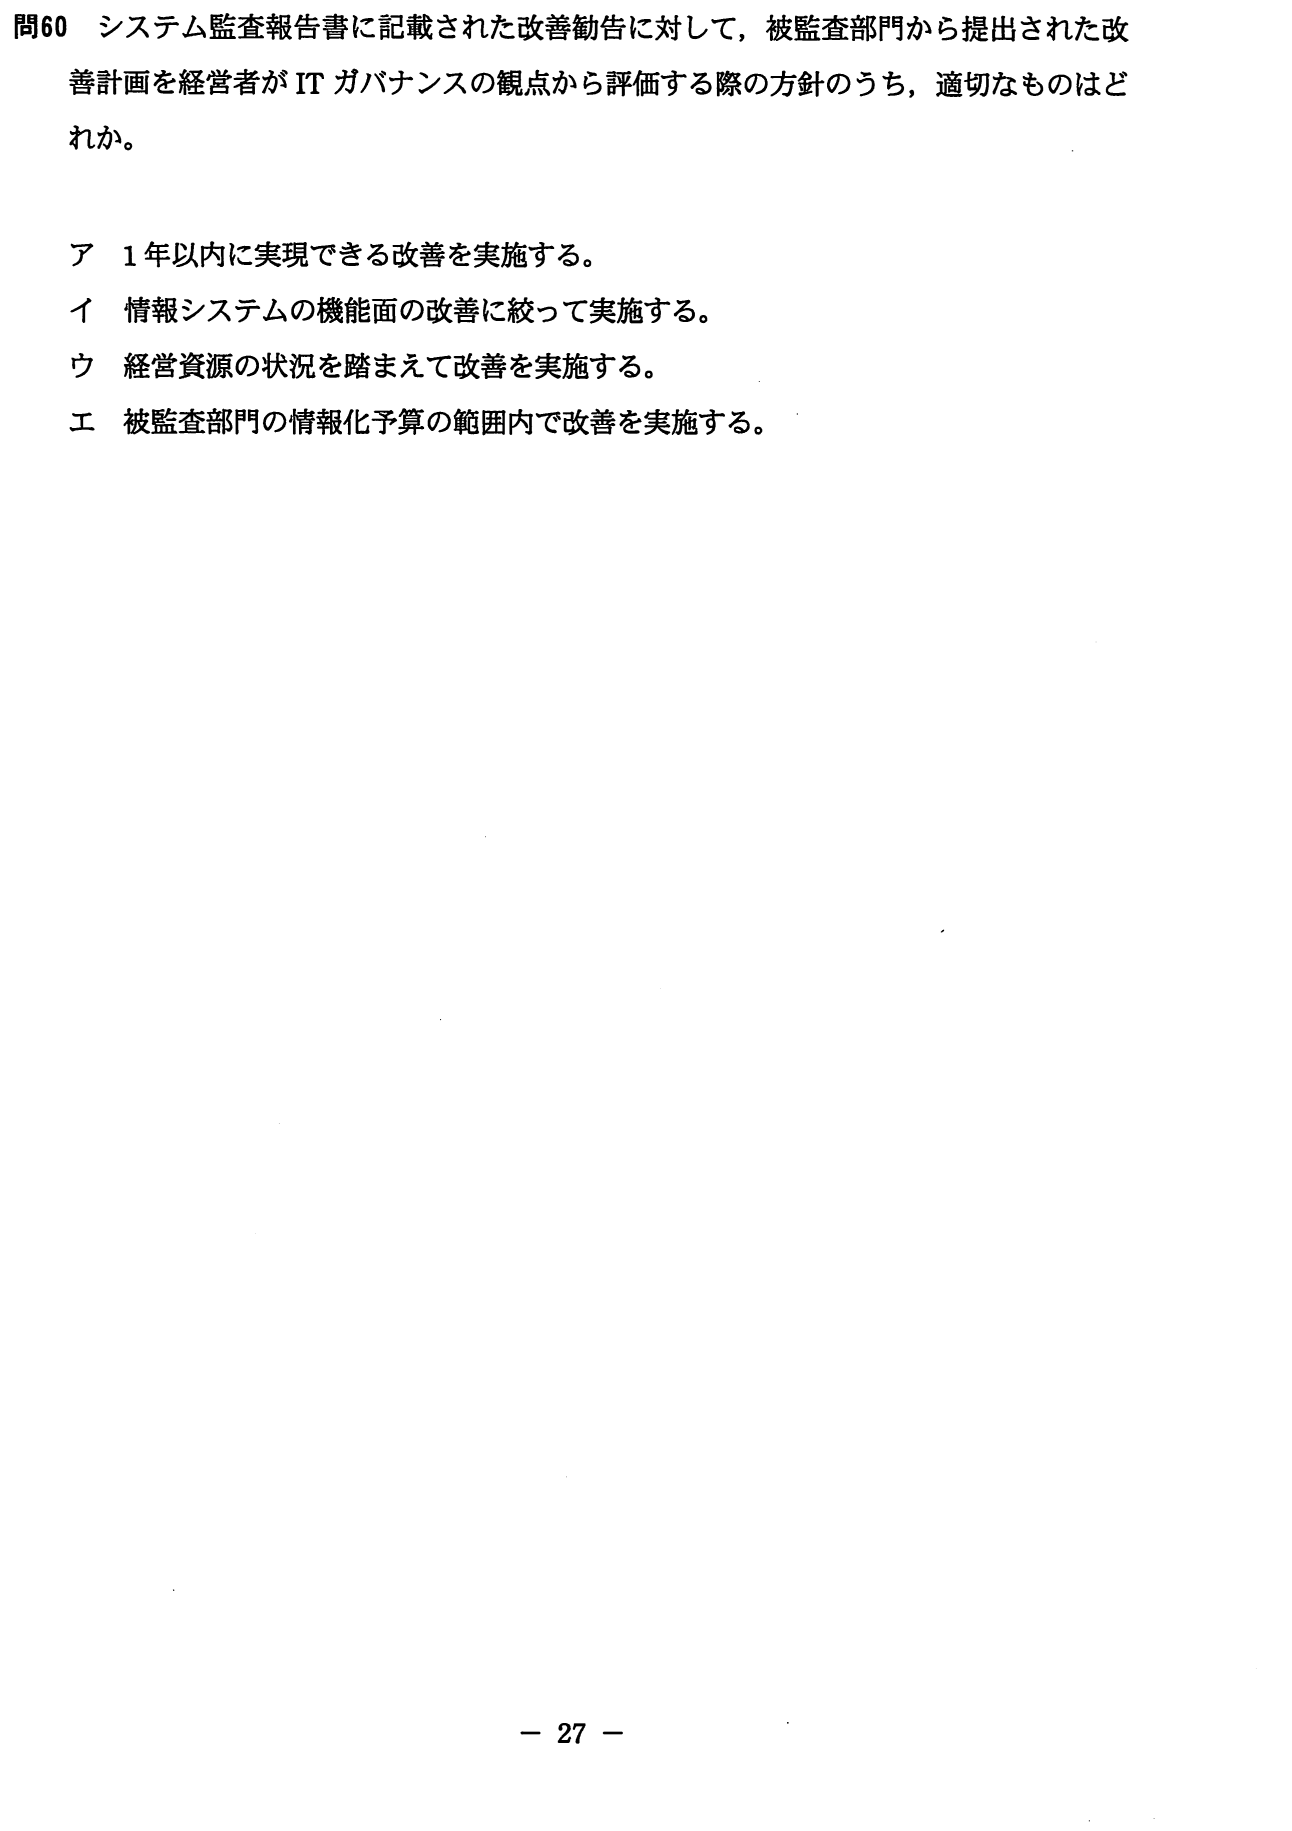 問60 システム監査報告書に記載された改善勧告に対して，被監査部門から提出された改
善計画を経営者が IT ガバナンスの観点から評価する際の方針のうち，適切なものはど
れか。
ア 1年以内に実現できる改善を実施する。
イ 情報システムの機能面の改善に絞って実施する。
ウ 経営資源の状況を踏まえて改善を実施する。
エ 被監査部門の情報化予算の範囲内で改善を実施する。
－ 27 －